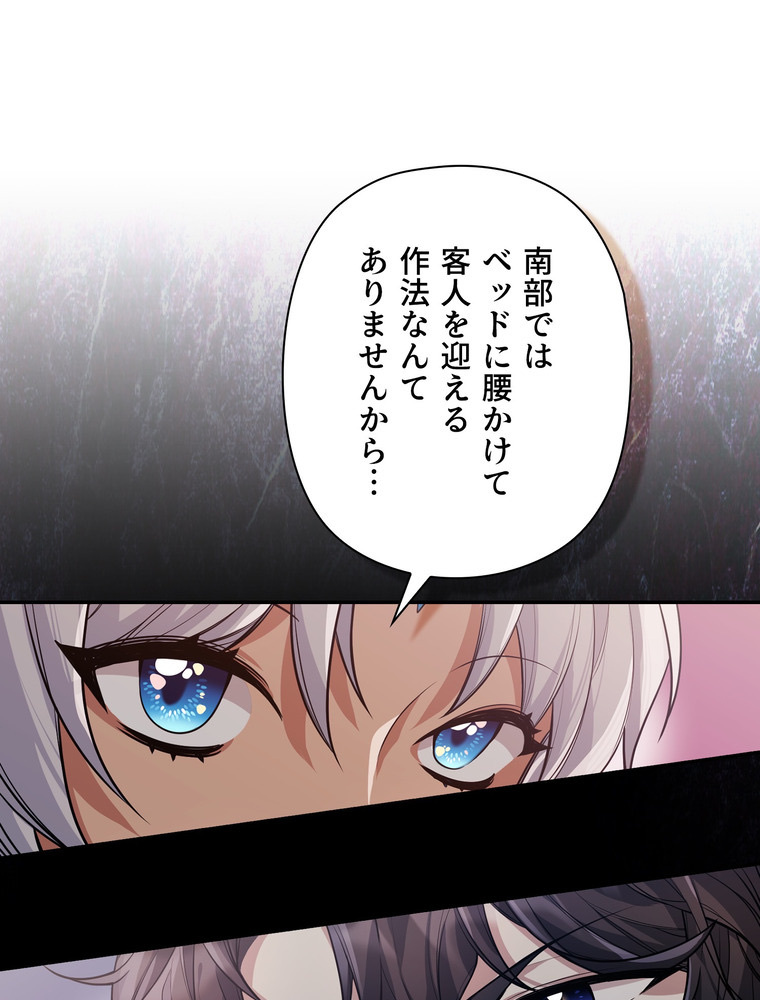 南部では
ベッドに腰かけて
客人を迎える
作法なんて
ありませんから…